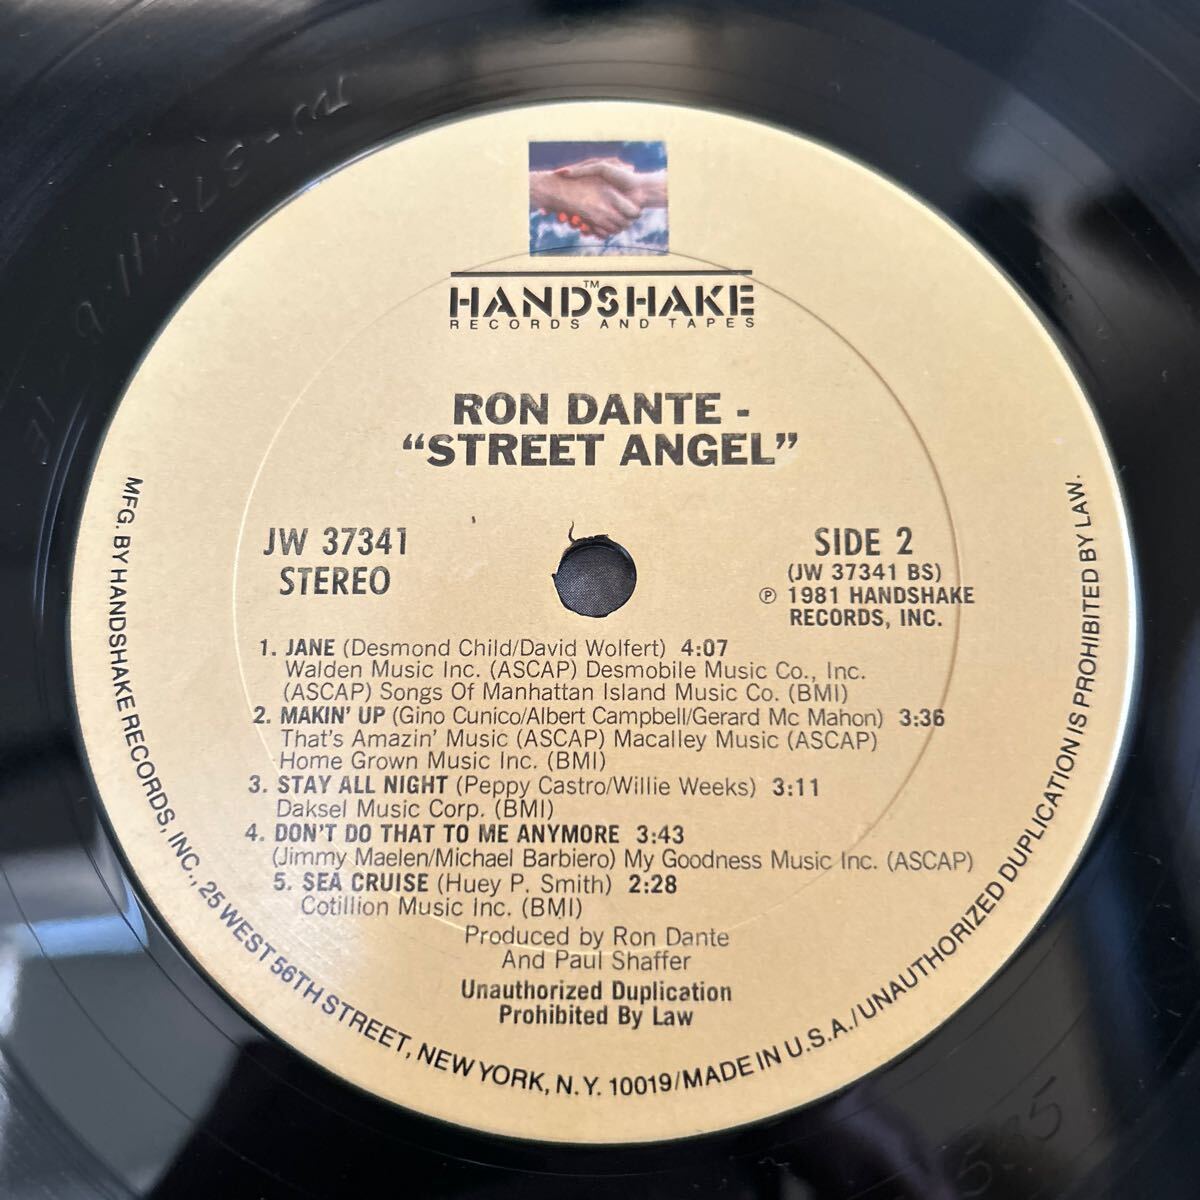 HANDSHAKE
TM
RECORDS AND TAPES
RON DANTE -
“STREET ANGEL”
JW 37341
STEREO
SIDE 2
(JW 37341 BS)
℗ 1981 HANDSHAKE
RECORDS, INC.
1. JANE (Desmond Child/David Wolfert) 4:07
Walden Music Inc. (ASCAP) Desmobile Music Co., Inc.
(ASCAP) Songs Of Manhattan Island Music Co. (BMI)
2. MAKIN' UP (Gino Cunico/Albert Campbell/Gerard Mc Mahon) 3:36
That's Amazin' Music (ASCAP) Macalley Music (ASCAP)
Home Grown Music Inc. (BMI)
3. STAY ALL NIGHT (Peppy Castro/Willie Weeks) 3:11
Daksel Music Corp. (BMI)
4. DON'T DO THAT TO ME ANYMORE 3:43
(Jimmy Maelen/Michael Barbiero) My Goodness Music Inc. (ASCAP)
5. SEA CRUISE (Huey P. Smith) 2:28
Cotillion Music Inc. (BMI)
Produced by Ron Dante
And Paul Shaffer
Unauthorized Duplication
Prohibited By Law
MFG. BY HANDSHAKE RECORDS, INC., 25 WEST 56TH STREET, NEW YORK, N.Y. 10019/MADE IN U.S.A./UNAUTHORIZED DUPLICATION IS PROHIBITED BY LAW.